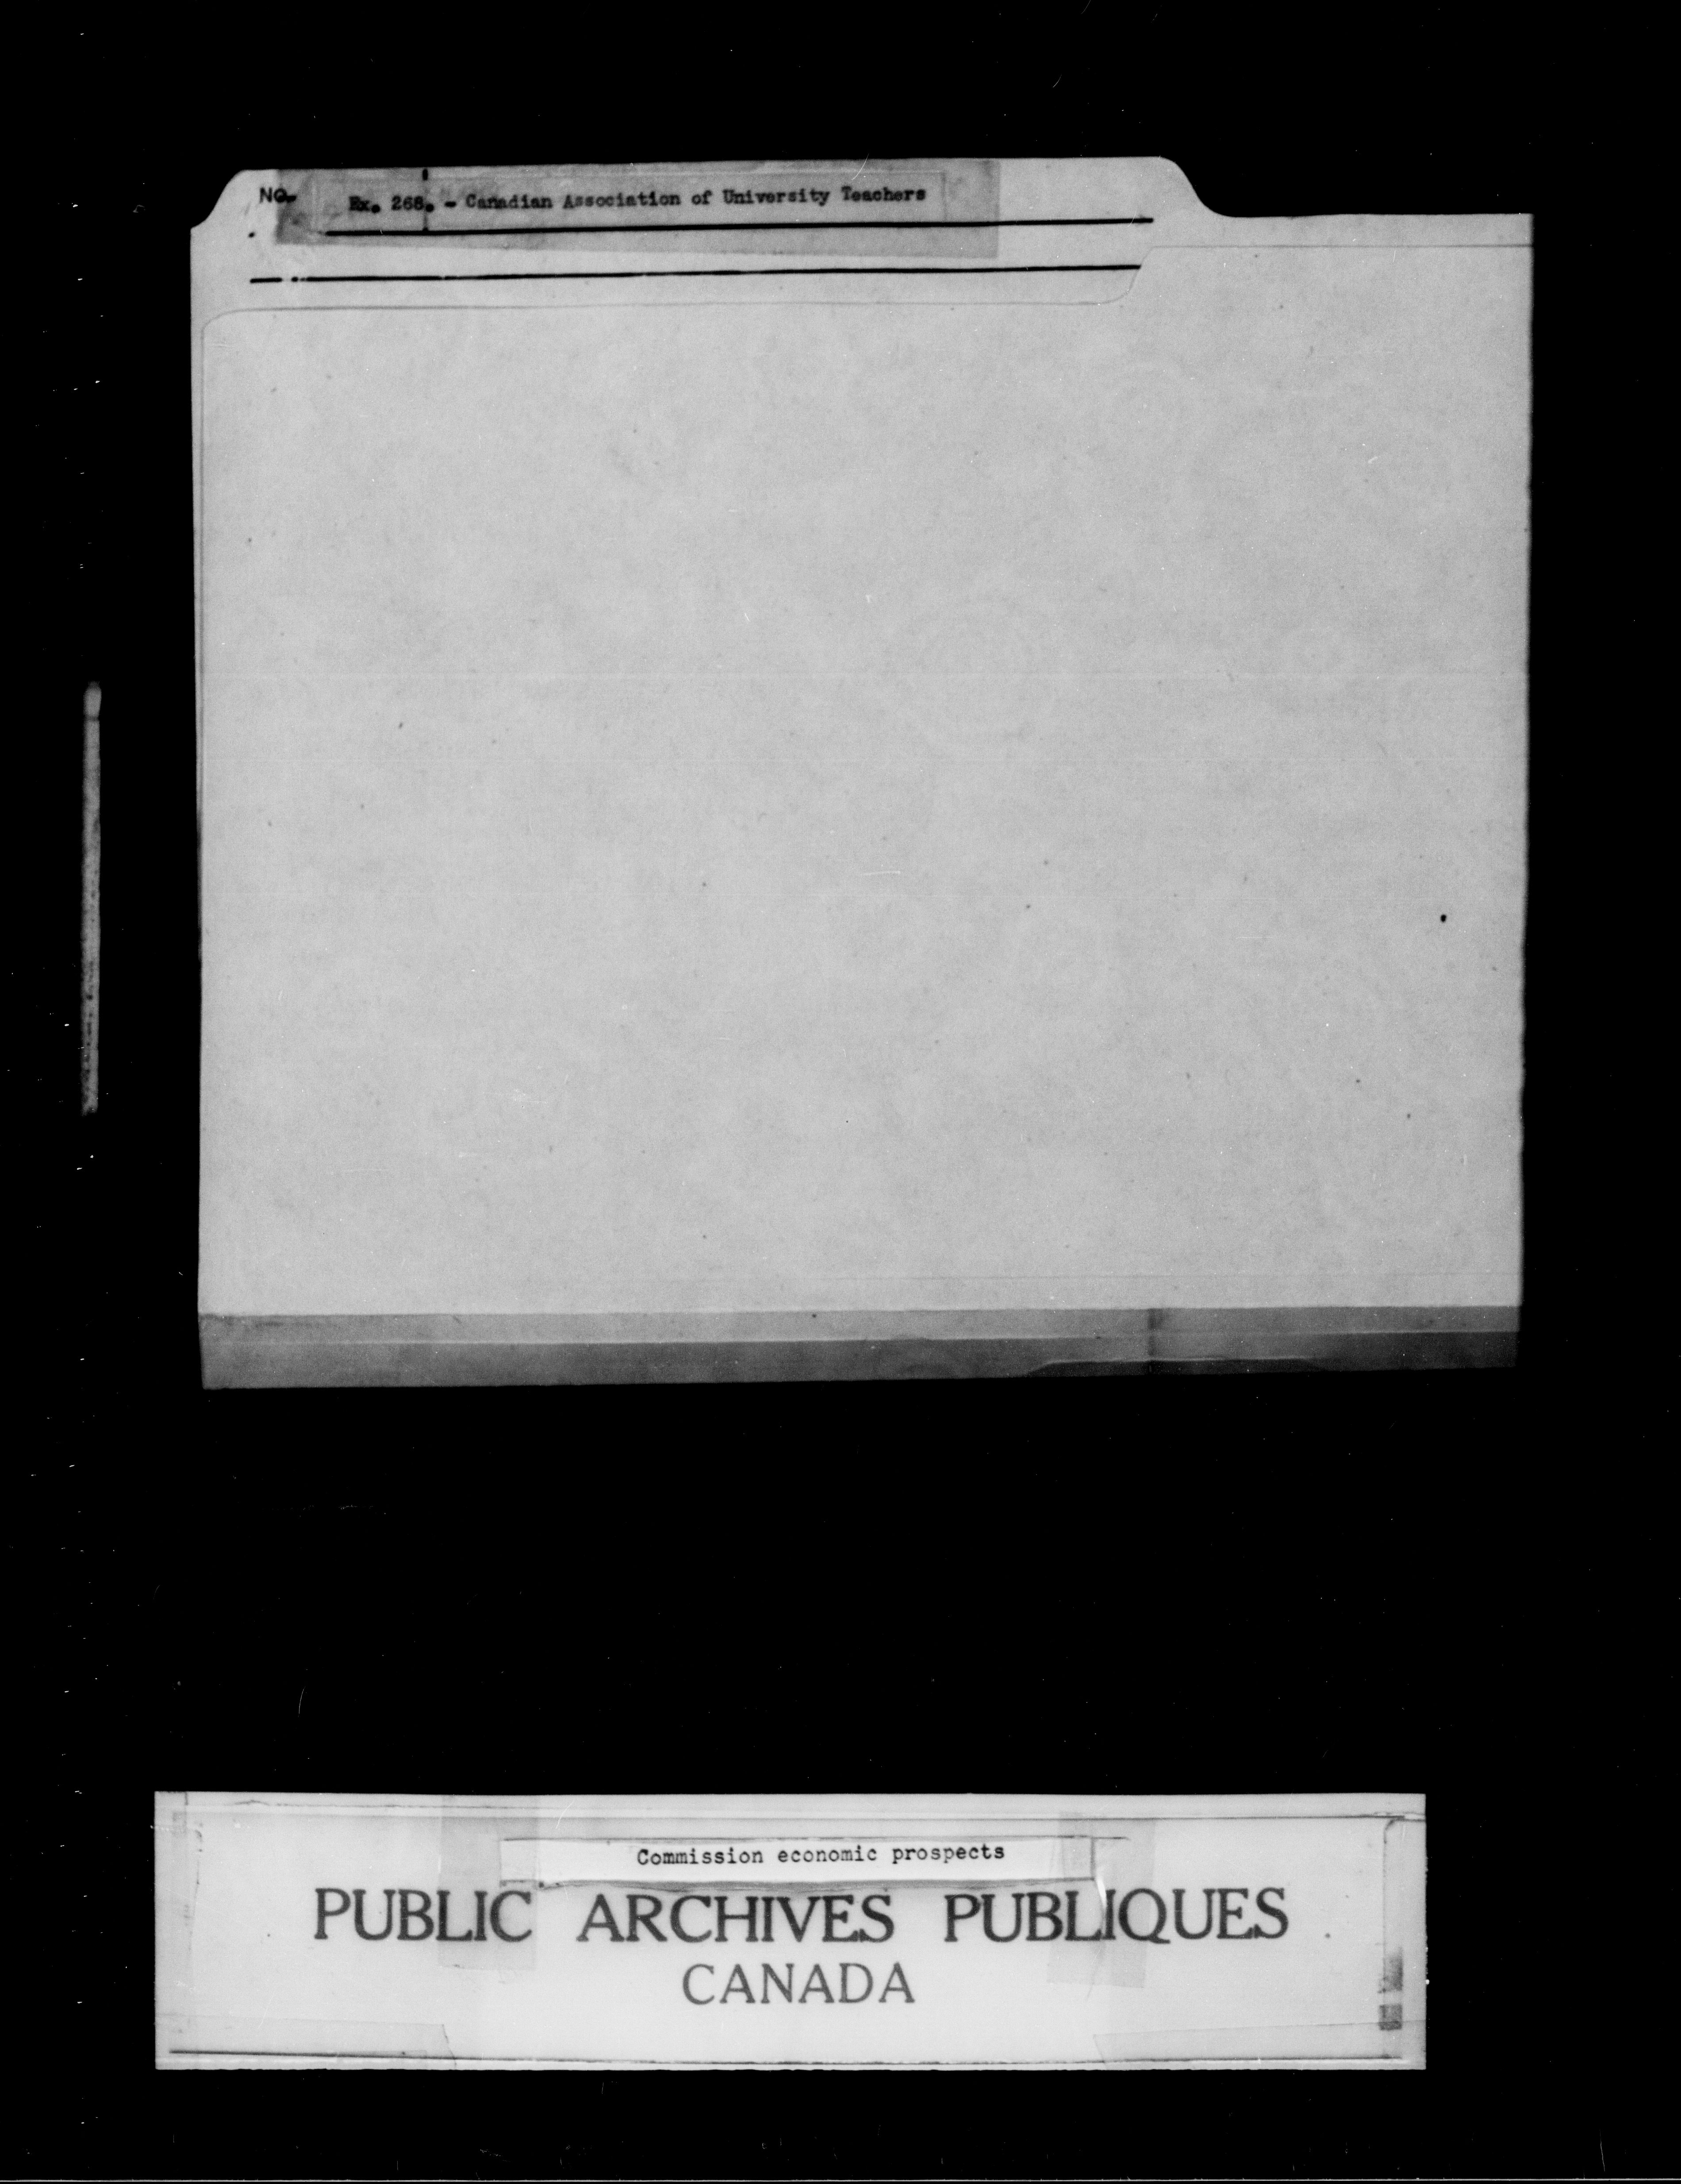 NO. Ex. 268. - Canadian Association of University Teachers
Commission economic prospects
PUBLIC ARCHIVES PUBLIQUES
CANADA